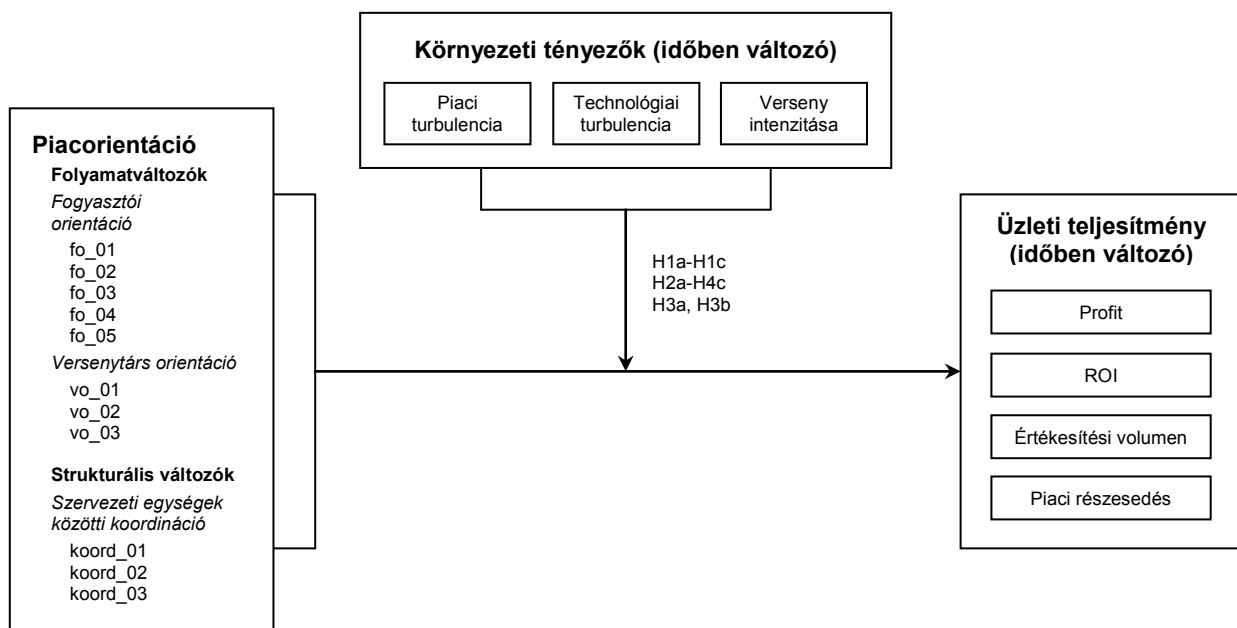 Környezeti tényezők (időben változó)
Piaci
turbulencia
Technológiai
turbulencia
Verseny
intenzitása
Piacorientáció
Folyamatváltozók
Fogyasztói
orientáció
fo_01
fo_02
fo_03
fo_04
fo_05
Versenytárs orientáció
vo_01
vo_02
vo_03
Strukturális változók
Szervezeti egységek
közötti koordináció
koord_01
koord_02
koord_03
H1a-H1c
H2a-H4c
H3a, H3b
Üzleti teljesítmény
(időben változó)
Profit
ROI
Értékesítési volumen
Piaci részesedés